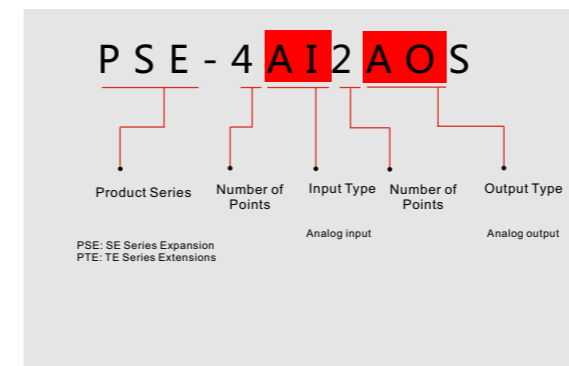 PSE-4AI2AOS
Product Series
Number of
Points
Input Type
Number of
Points
Output Type
Analog input
Analog output
PSE: SE Series Expansion
PTE: TE Series Extensions